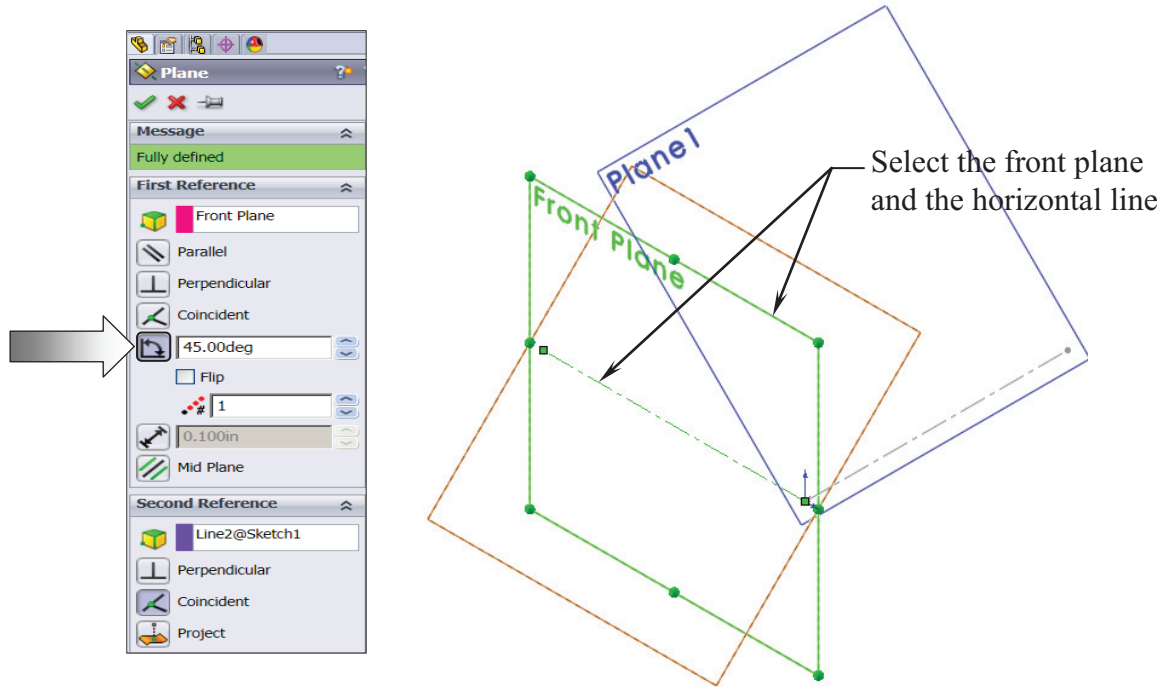 Plane
Message
Fully defined
First Reference
Front Plane
Parallel
Perpendicular
Coincident
45.00deg
Flip
# 1
0.100in
Mid Plane
Second Reference
Line2@Sketch1
Perpendicular
Coincident
Project
Plane1
Front Plane
Select the front plane
and the horizontal line